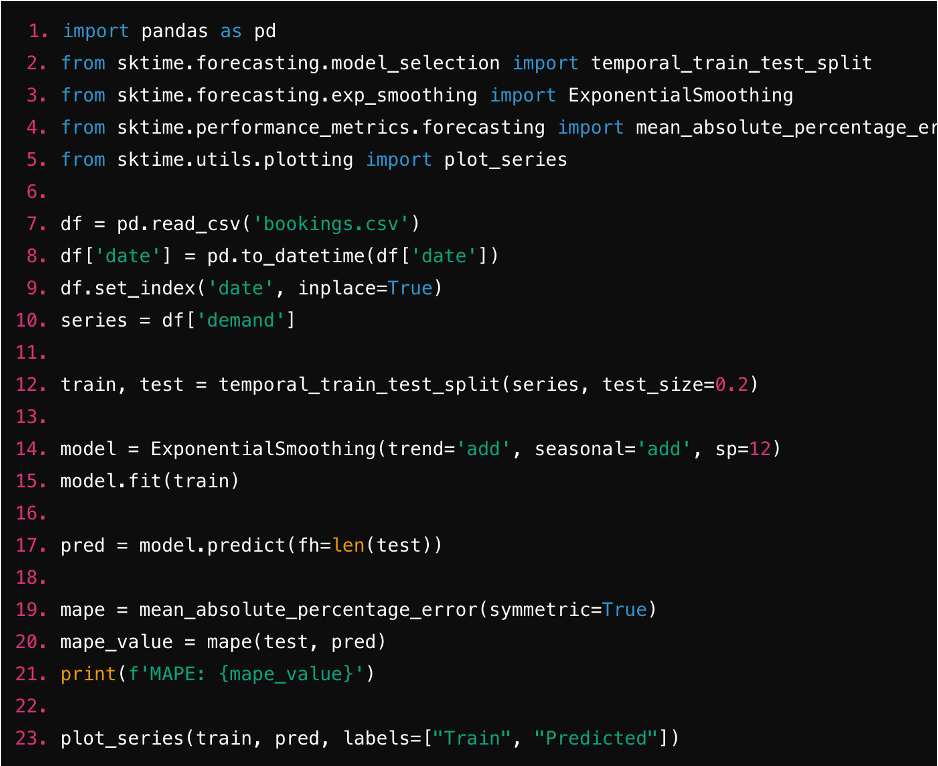 1. import pandas as pd
2. from sktime.forecasting.model_selection import temporal_train_test_split
3. from sktime.forecasting.exp_smoothing import ExponentialSmoothing
4. from sktime.performance_metrics.forecasting import mean_absolute_percentage_er
5. from sktime.utils.plotting import plot_series
6.
7. df = pd.read_csv('bookings.csv')
8. df['date'] = pd.to_datetime(df['date'])
9. df.set_index('date', inplace=True)
10. series = df['demand']
11.
12. train, test = temporal_train_test_split(series, test_size=0.2)
13.
14. model = ExponentialSmoothing(trend='add', seasonal='add', sp=12)
15. model.fit(train)
16.
17. pred = model.predict(fh=len(test))
18.
19. mape = mean_absolute_percentage_error(symmetric=True)
20. mape_value = mape(test, pred)
21. print(f'MAPE: {mape_value}')
22.
23. plot_series(train, pred, labels=["Train", "Predicted"])